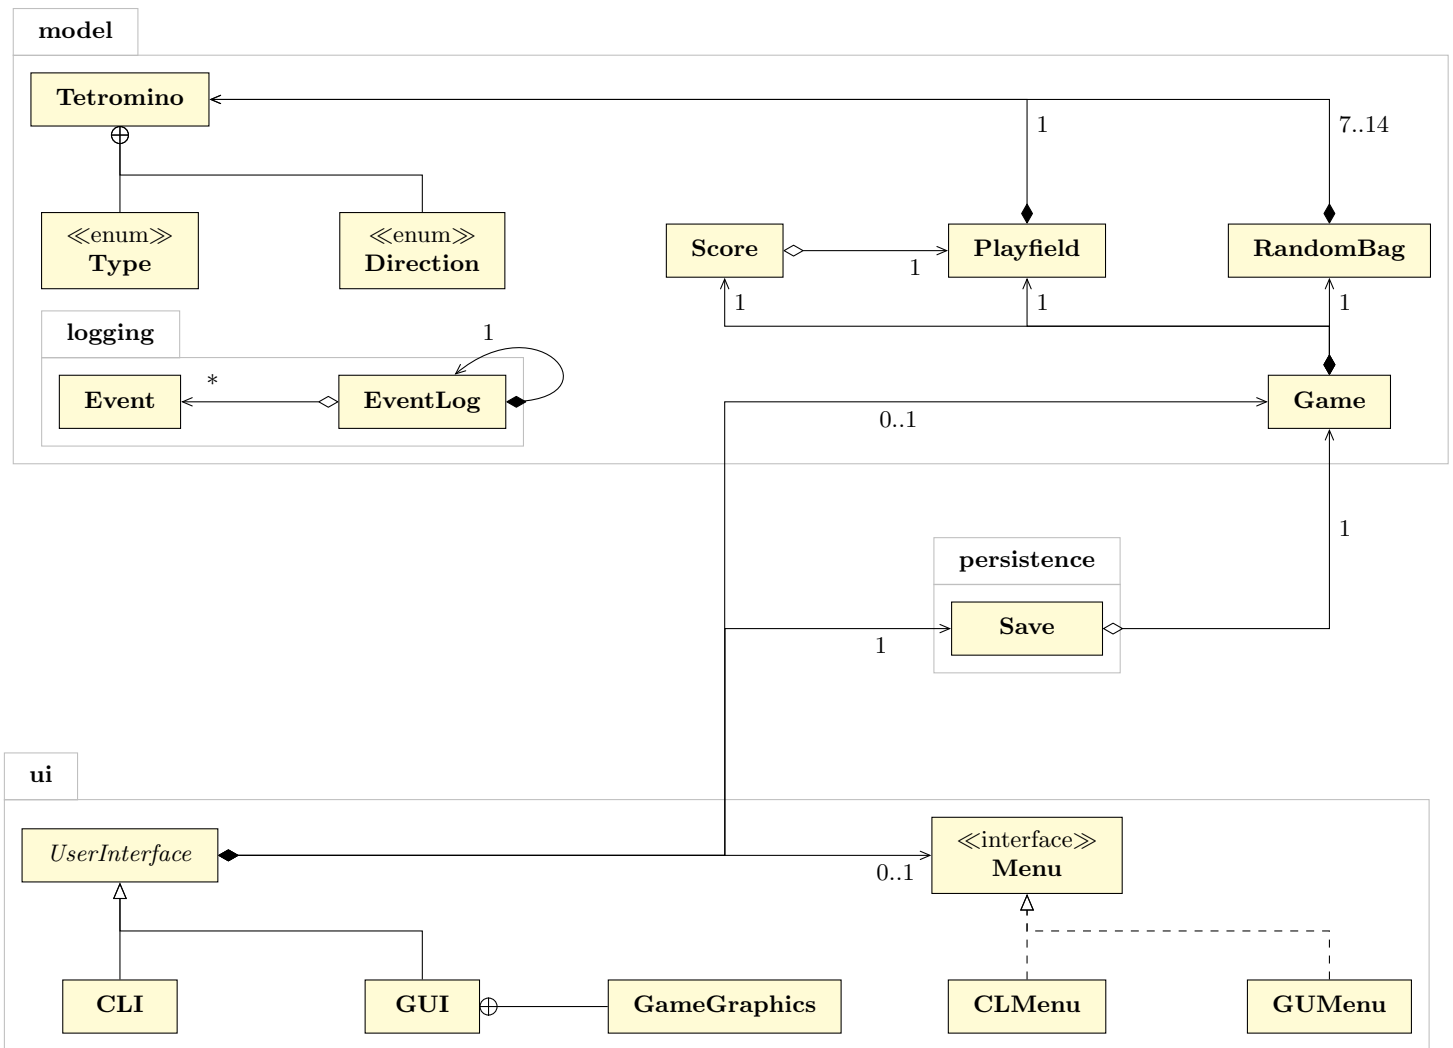 model
Tetromino
1
7..14
≪enum≫
Type
≪enum≫
Direction
Score
1
Playfield
RandomBag
1
1
1
logging
1
Event
*
EventLog
Game
0..1
1
persistence
Save
1
ui
UserInterface
≪interface≫
Menu
0..1
CLI
GUI
GameGraphics
CLMenu
GUMenu